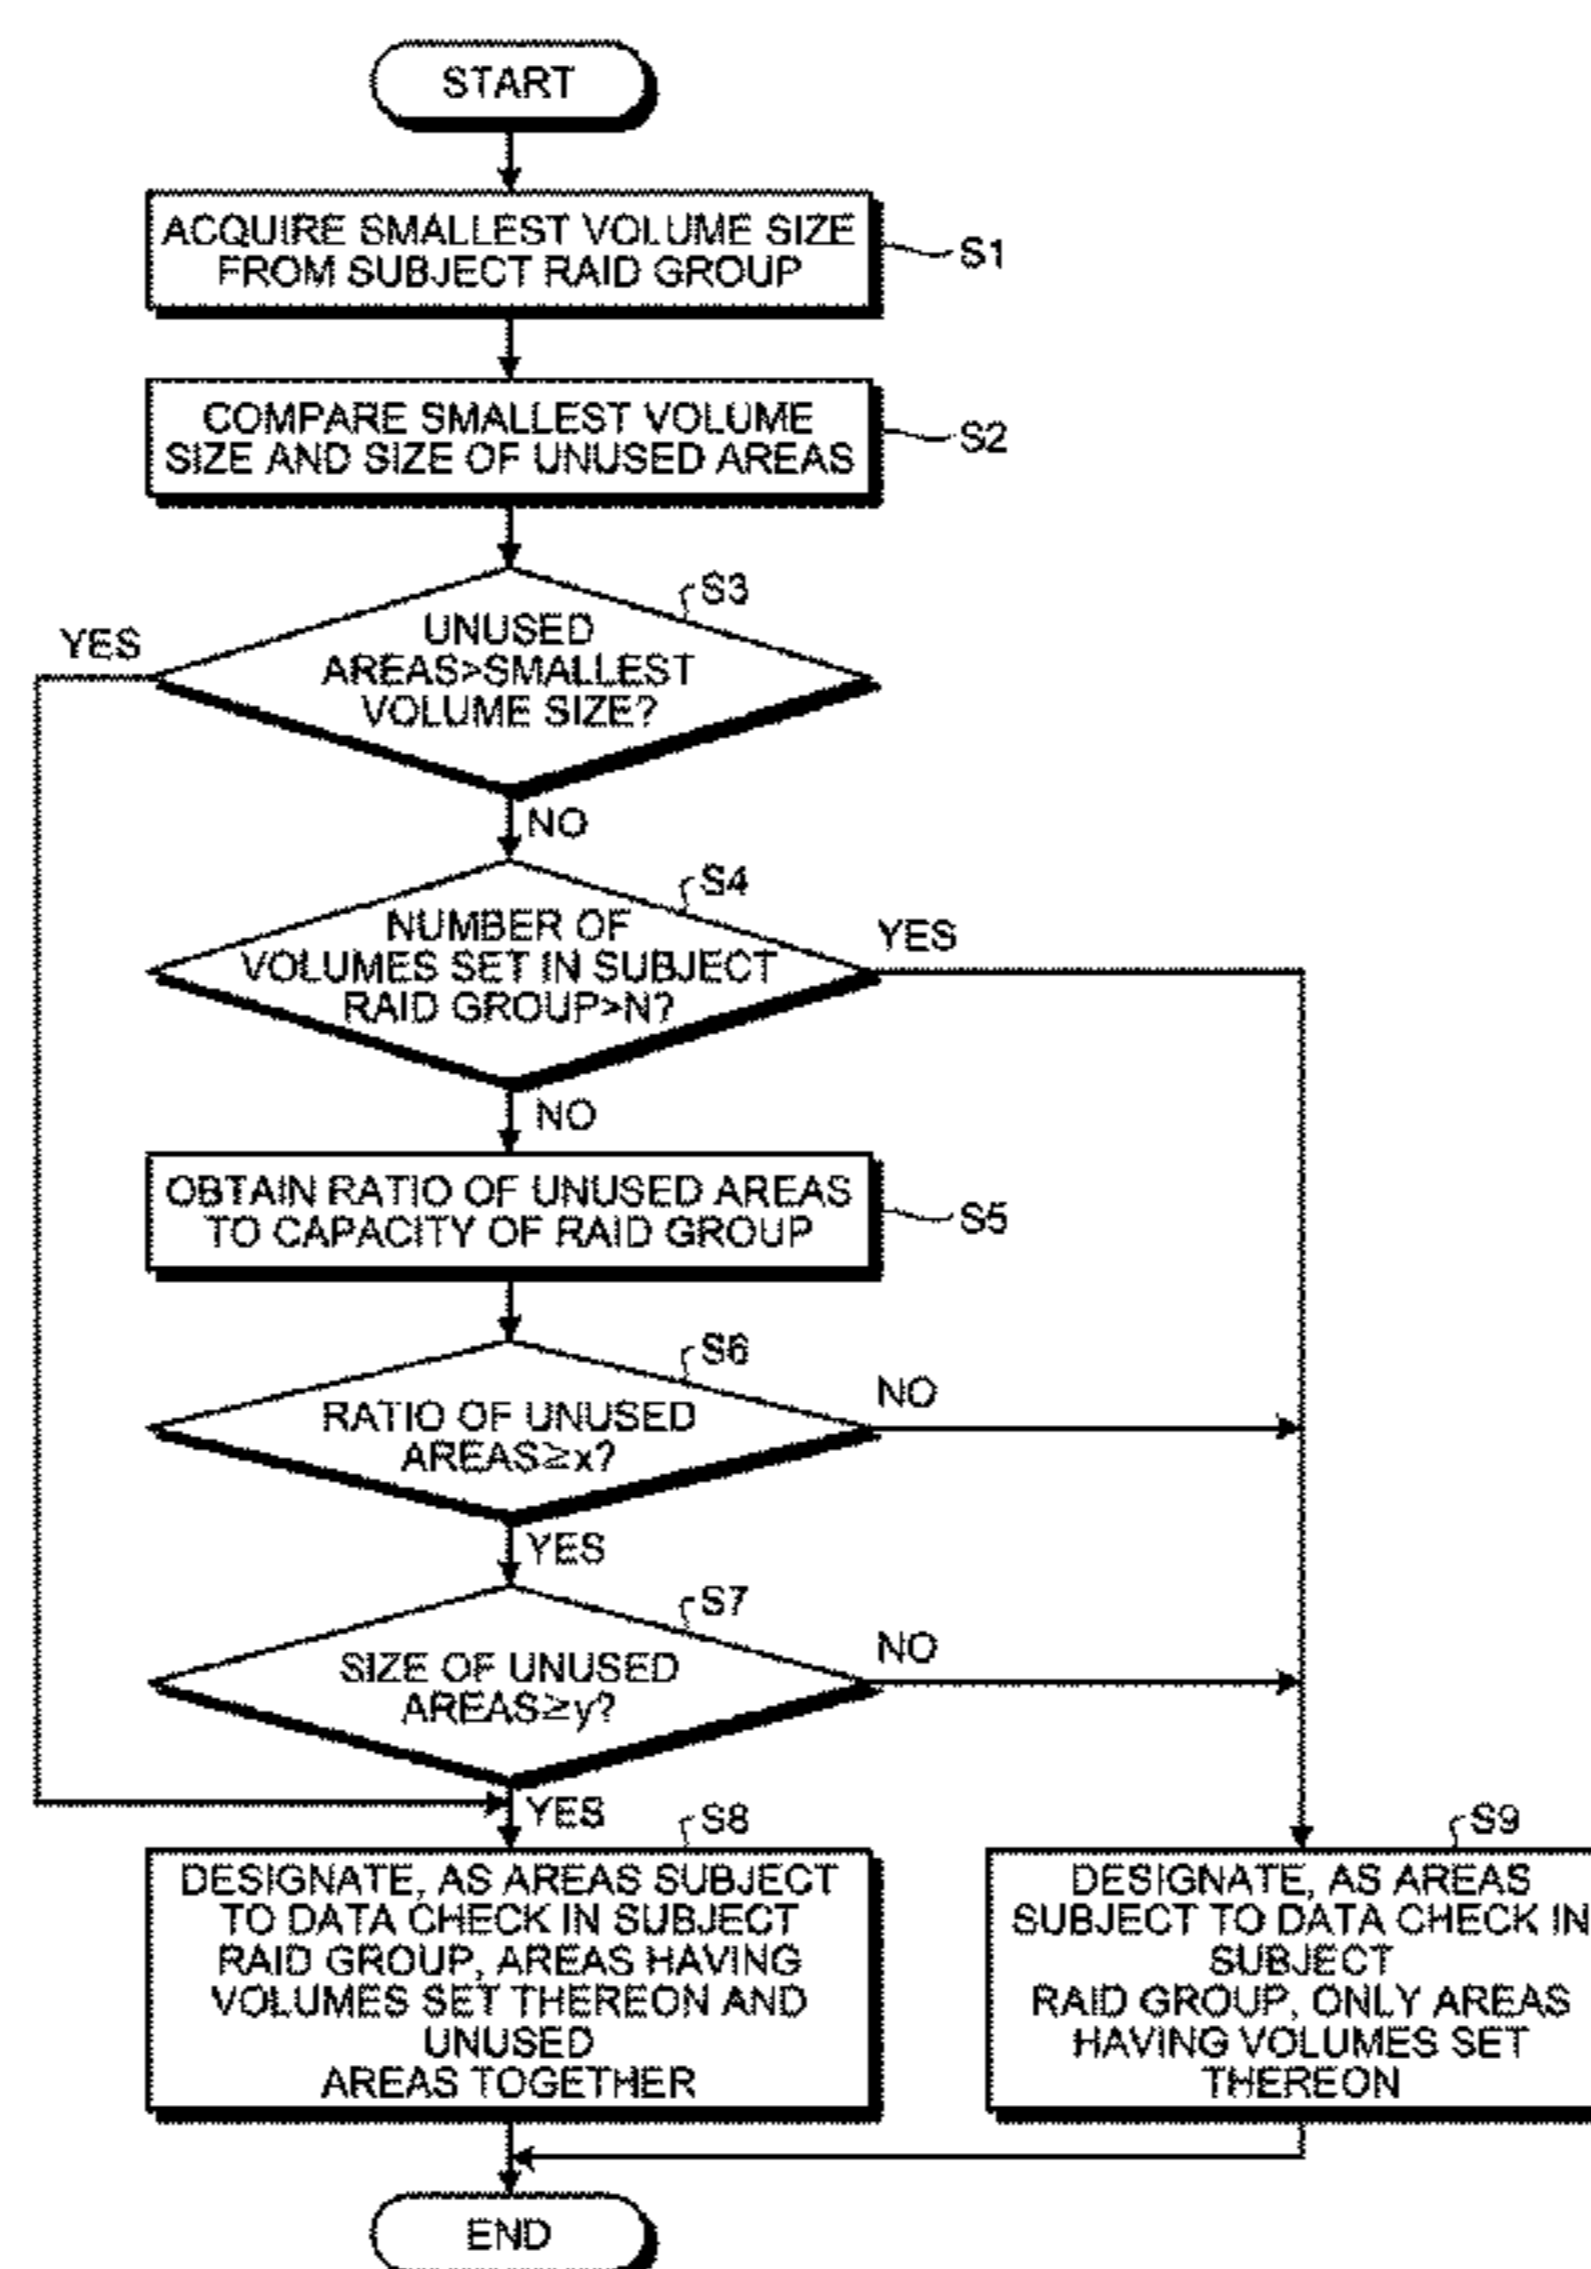 START
ACQUIRE SMALLEST VOLUME SIZE
FROM SUBJECT RAID GROUP
S1
COMPARE SMALLEST VOLUME
SIZE AND SIZE OF UNUSED AREAS
S2
S3
YES
UNUSED
AREAS>SMALLEST
VOLUME SIZE?
NO
S4
NUMBER OF
VOLUMES SET IN SUBJECT
RAID GROUP>N?
YES
NO
OBTAIN RATIO OF UNUSED AREAS
TO CAPACITY OF RAID GROUP
S5
S6
RATIO OF UNUSED
AREAS≥x?
NO
YES
S7
SIZE OF UNUSED
AREAS≥y?
NO
YES
S8
DESIGNATE, AS AREAS SUBJECT
TO DATA CHECK IN SUBJECT
RAID GROUP, AREAS HAVING
VOLUMES SET THEREON AND
UNUSED
AREAS TOGETHER
S9
DESIGNATE, AS AREAS
SUBJECT TO DATA CHECK IN
SUBJECT
RAID GROUP, ONLY AREAS
HAVING VOLUMES SET
THEREON
END